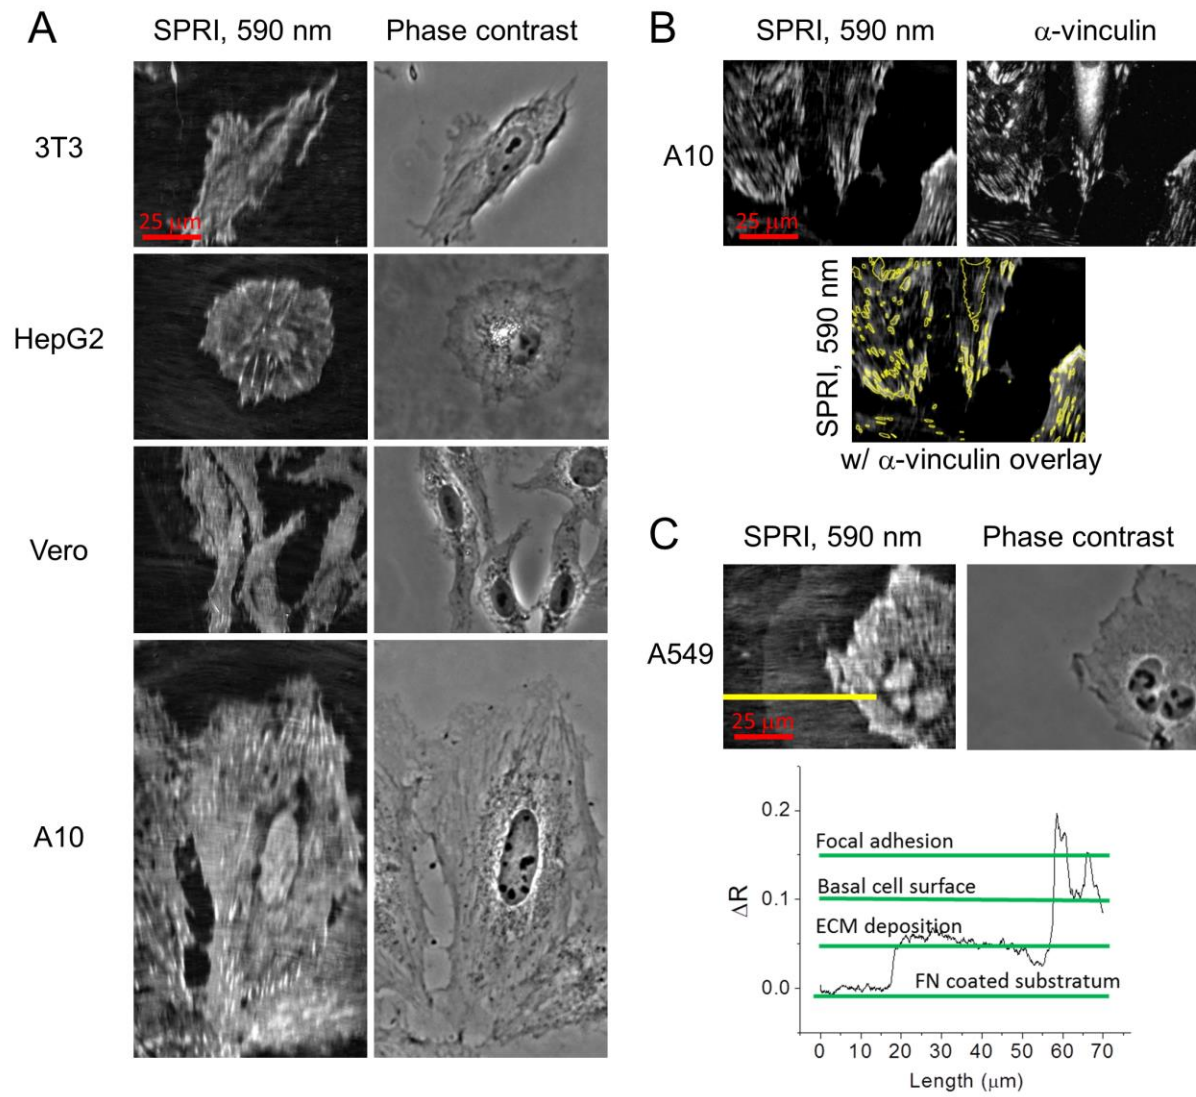 A
SPRI, 590 nm
Phase contrast
3T3
25 μm
HepG2
Vero
A10
B
SPRI, 590 nm
α-vinculin
A10
25 μm
SPRI, 590 nm
w/ α-vinculin overlay
C
SPRI, 590 nm
Phase contrast
A549
25 μm
0.2
0.1
0.0
ΔR
Focal adhesion
Basal cell surface
ECM deposition
FN coated substratum
0 10 20 30 40 50 60 70
Length (μm)